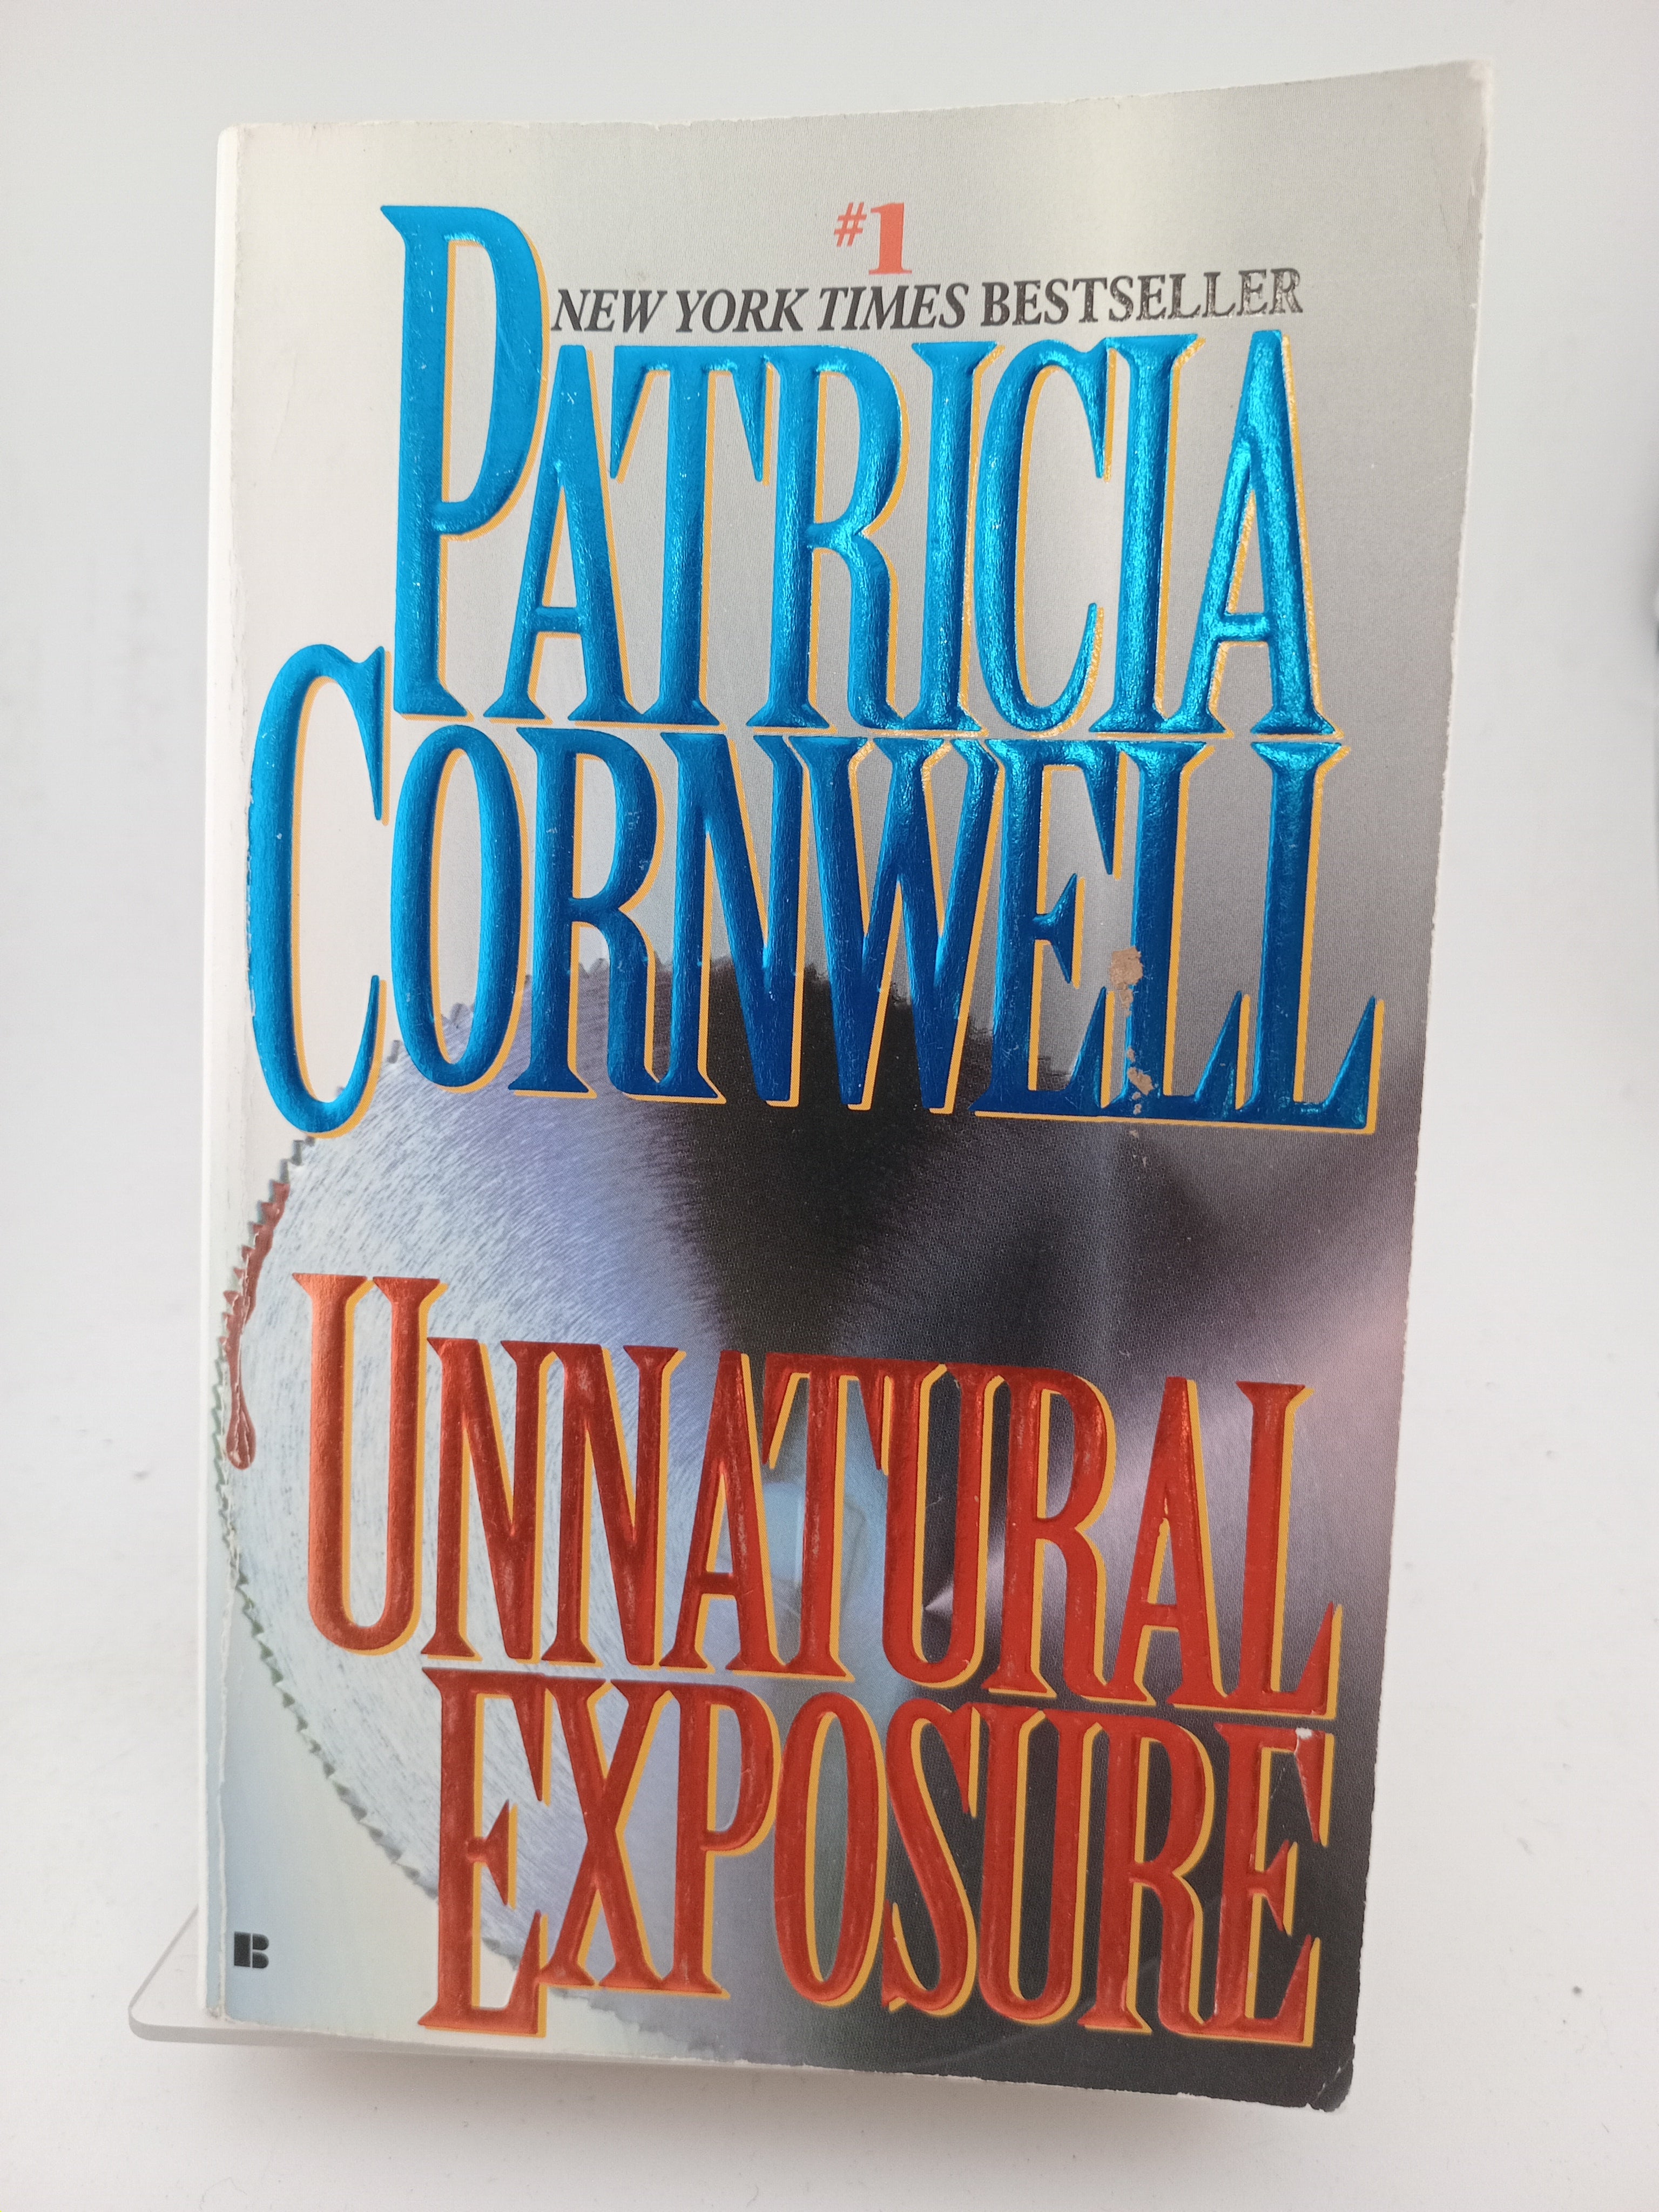 #1
NEW YORK TIMES BESTSELLER
PATRICIA
CORNWELL
UNNATURAL
EXPOSURE
B